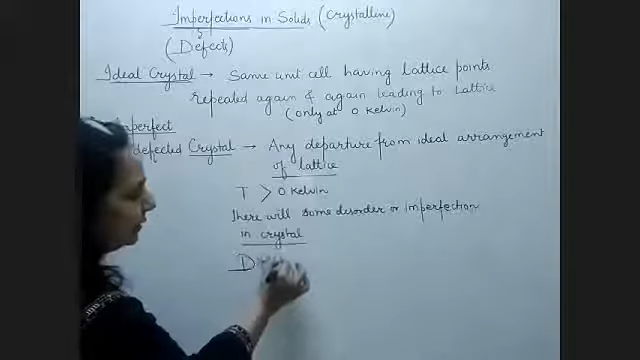 Imperfections in Solids (Crystalline)
(Defects)
Ideal Crystal → Same unit cell having lattice points
repeated again & again leading to Lattice
(only at 0 Kelvin)
Imperfect
defected Crystal → Any departure from ideal arrangement
of lattice
T > 0 Kelvin
There will some disorder or imperfection
in crystal
D